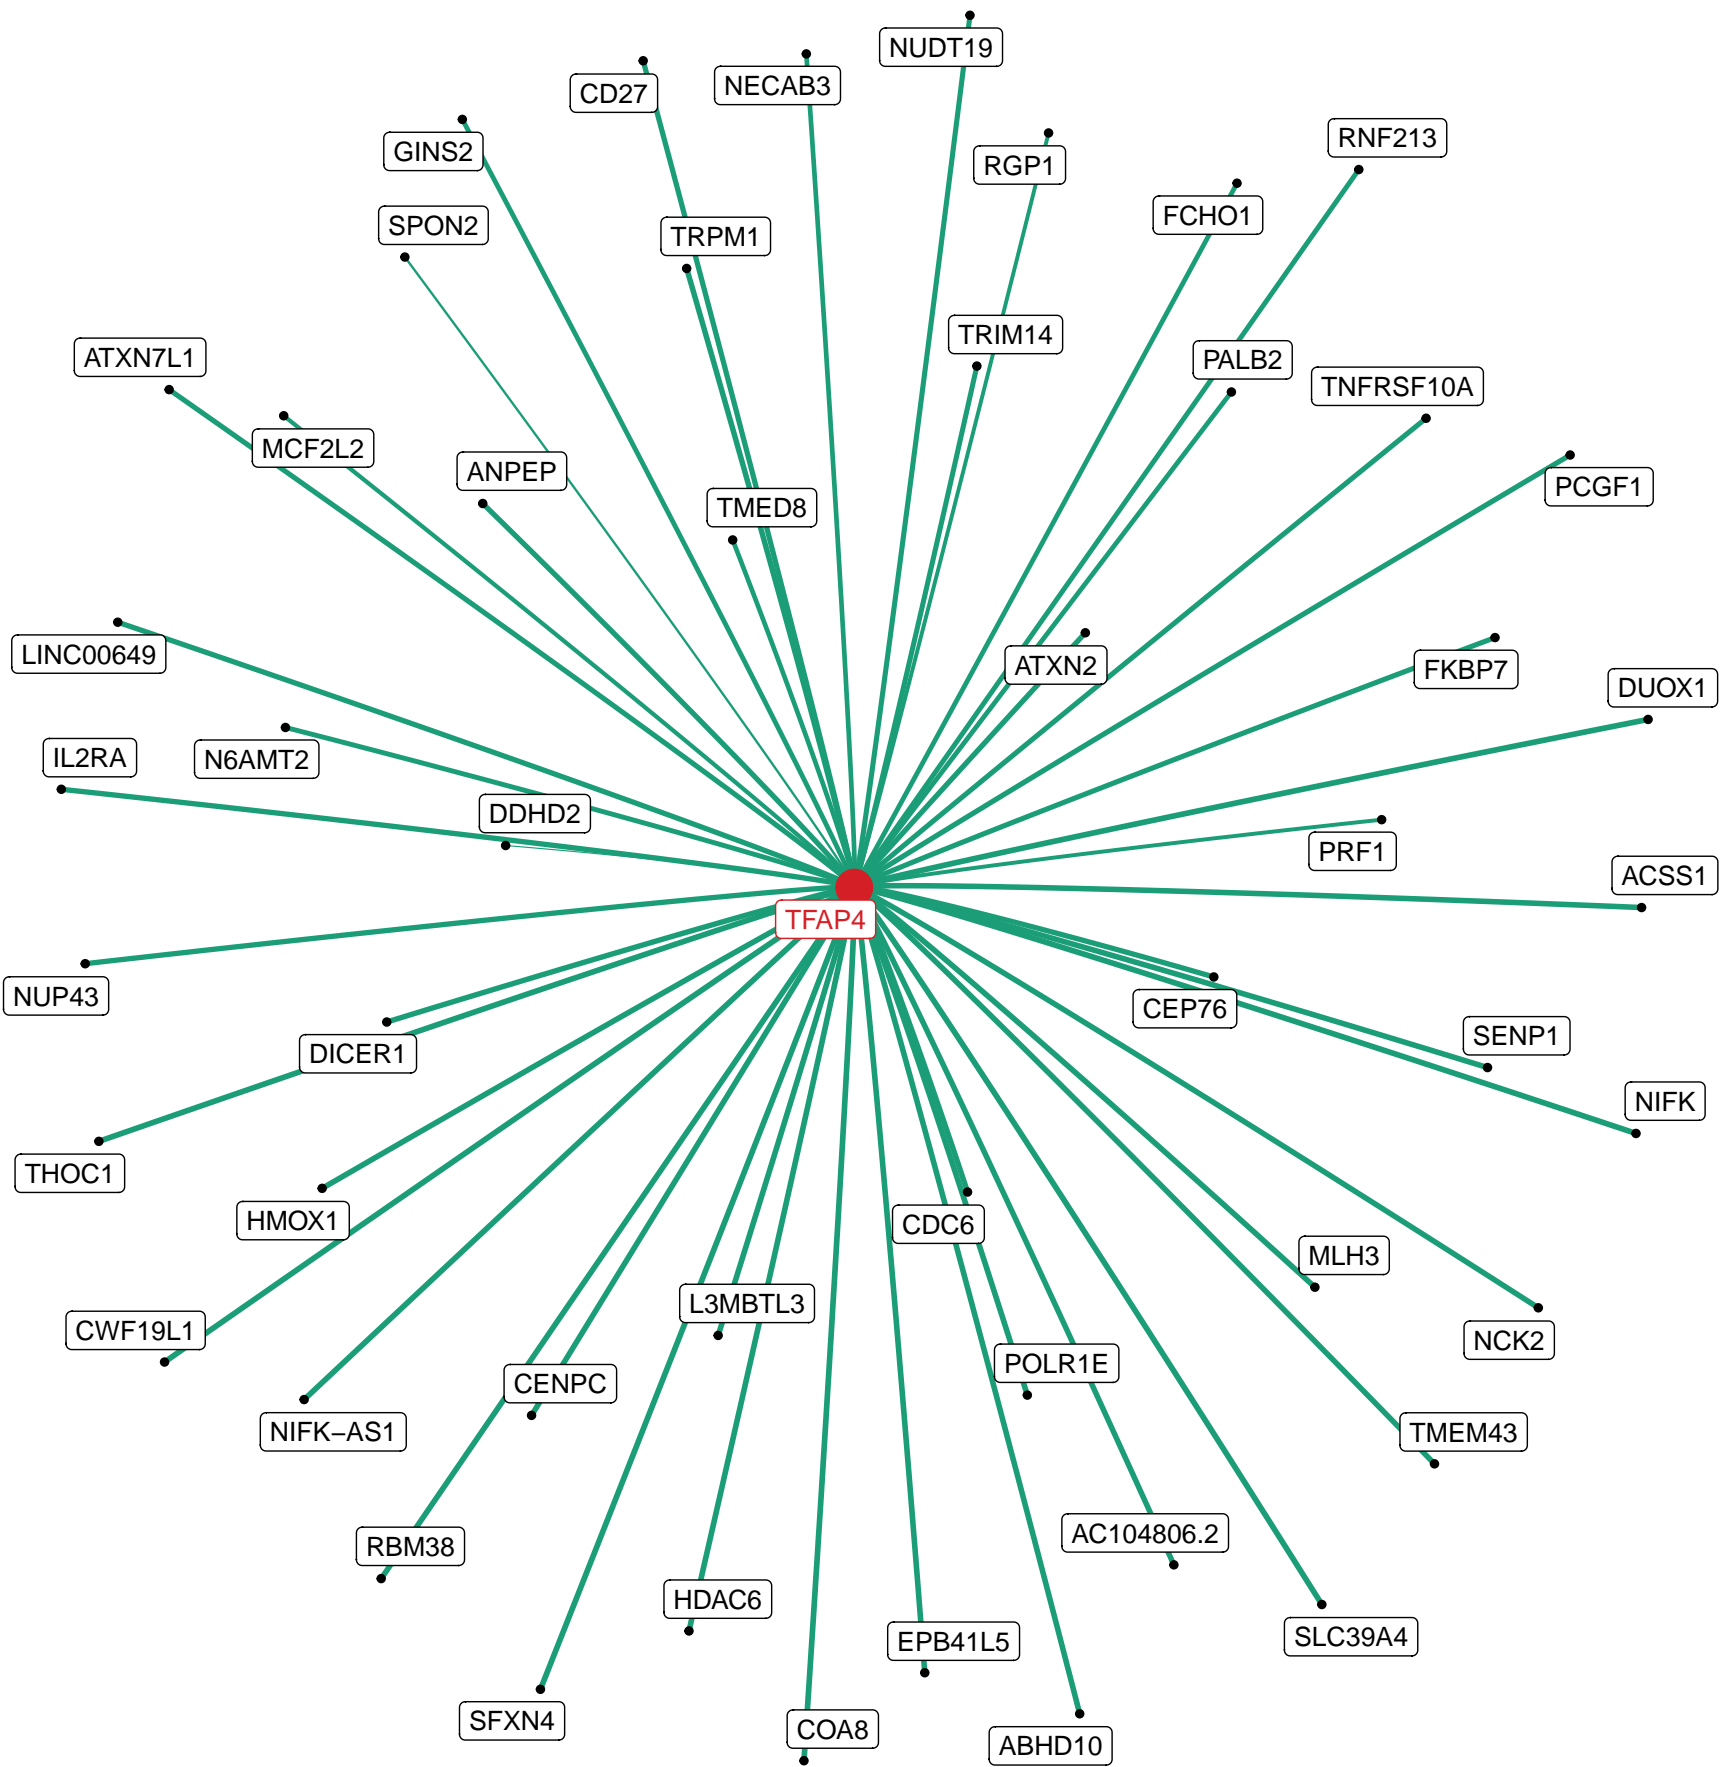 NUDT19
NECAB3
CD27
RNF213
GINS2
RGP1
FCHO1
SPON2
TRPM1
TRIM14
ATXN7L1
PALB2
TNFRSF10A
MCF2L2
ANPEP
PCGF1
TMED8
LINC00649
ATXN2
FKBP7
DUOX1
IL2RA
N6AMT2
DDHD2
PRF1
ACSS1
TFAP4
NUP43
CEP76
SENP1
DICER1
NIFK
THOC1
HMOX1
CDC6
MLH3
L3MBTL3
CWF19L1
NCK2
POLR1E
CENPC
NIFK−AS1
TMEM43
AC104806.2
RBM38
HDAC6
SLC39A4
EPB41L5
SFXN4
COA8
ABHD10